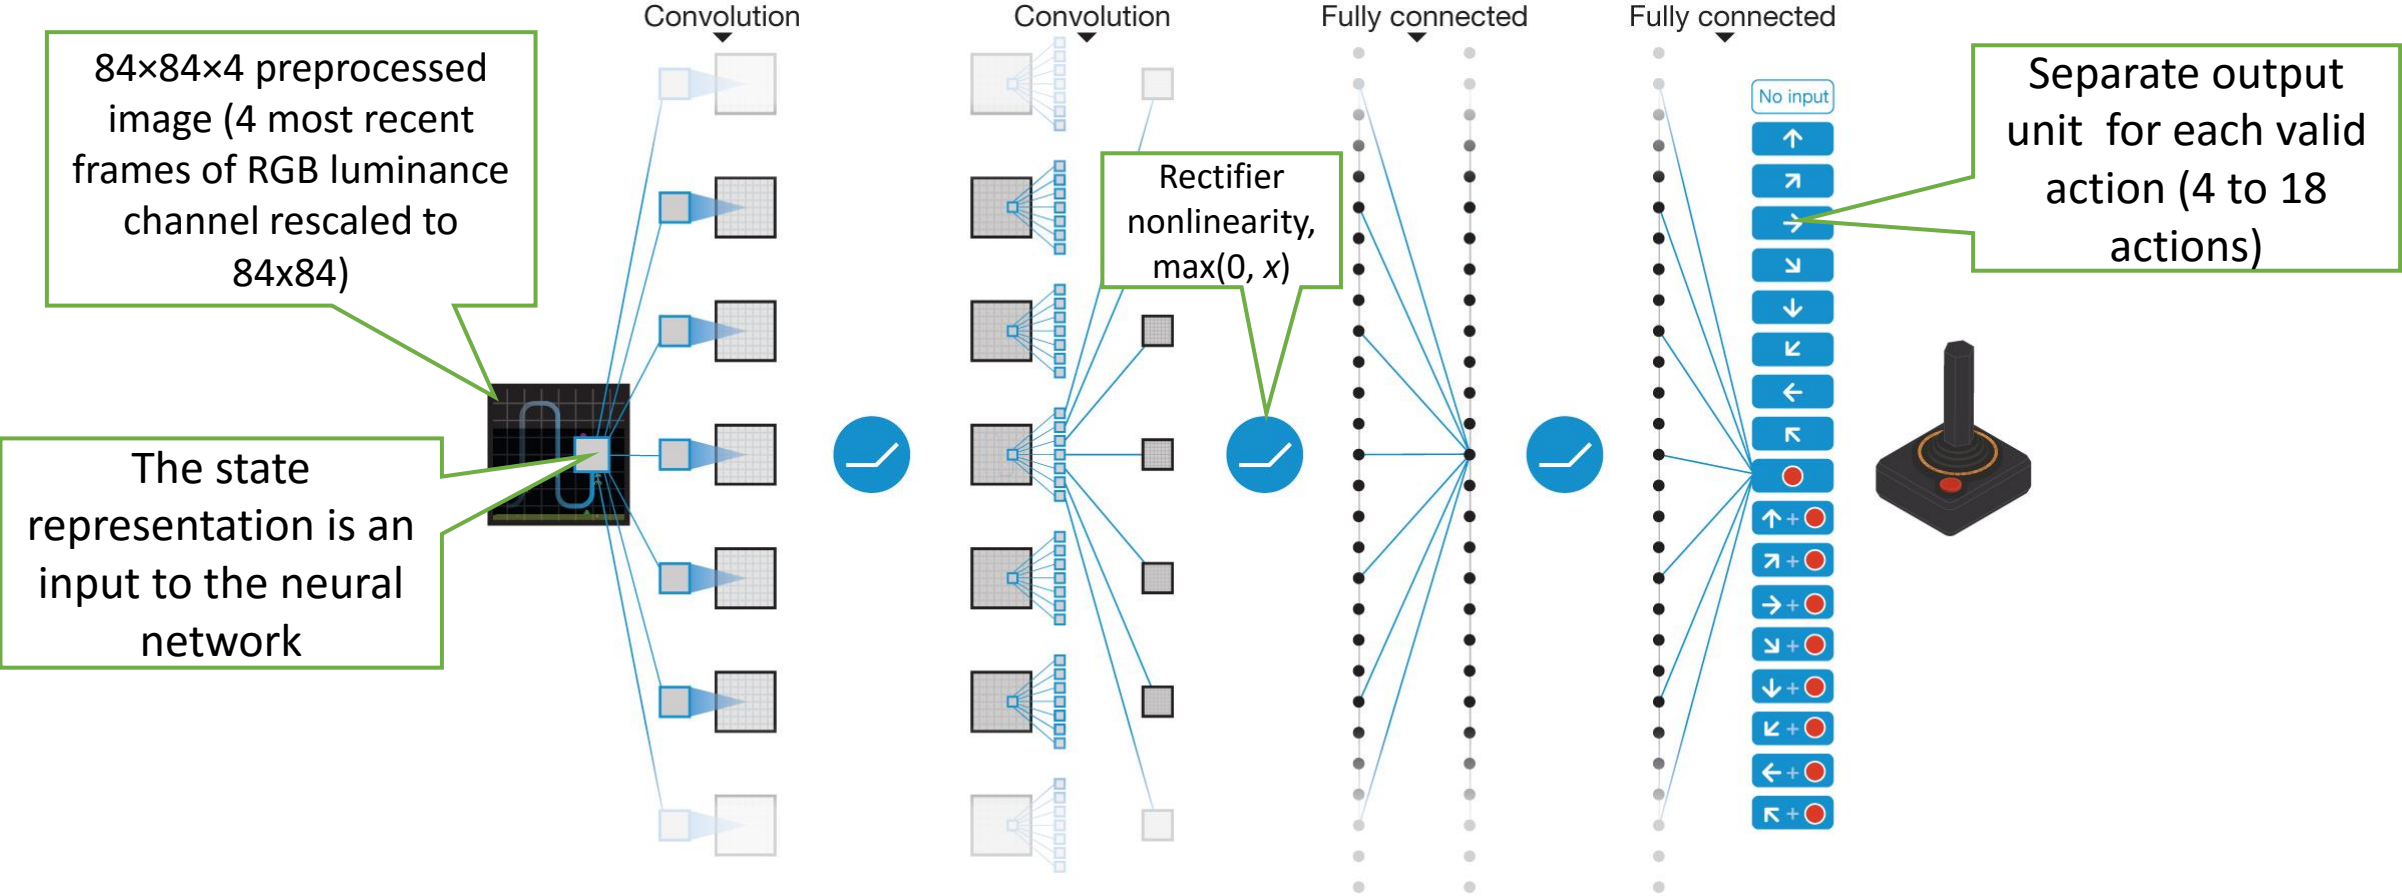 Convolution
Convolution
Fully connected
Fully connected
84×84×4 preprocessed
image (4 most recent
frames of RGB luminance
channel rescaled to
84x84)
The state
representation is an
input to the neural
network
Rectifier
nonlinearity,
max(0, x)
No input
+
+
+
+
+
+
+
+
Separate output
unit for each valid
action (4 to 18
actions)